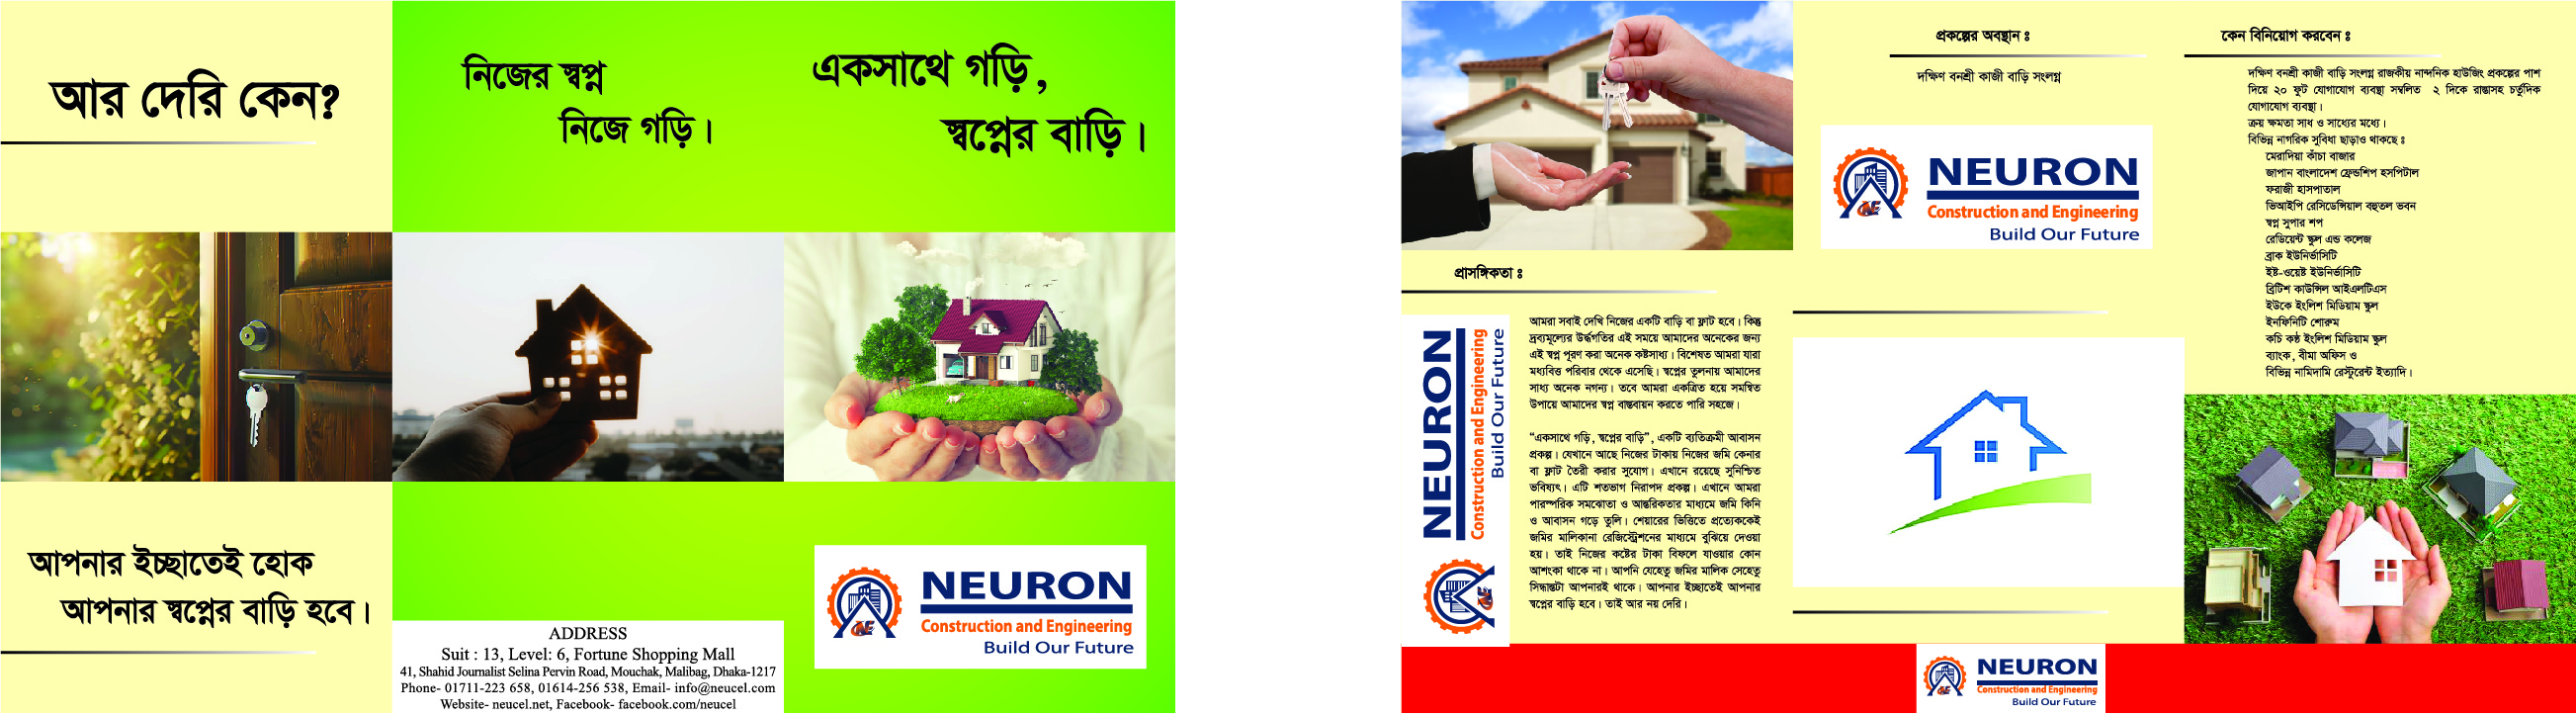 আর দেরি কেন?
আপনার ইচ্ছাতেই হোক
আপনার স্বপ্নের বাড়ি হবে।
নিজের স্বপ্ন
নিজে গড়ি।
ADDRESS
Suit : 13, Level: 6, Fortune Shopping Mall
41, Shahid Journalist Selina Pervin Road, Mouchak, Malibag, Dhaka-1217
Phone- 01711-223 658, 01614-256 538, Email- info@neucel.com
Website- neucel.net, Facebook- facebook.com/neucel
একসাথে গড়ি,
স্বপ্নের বাড়ি।
NEURON
Construction and Engineering
Build Our Future
প্রাসঙ্গিকতা ঃ
NEURON
Construction and Engineering
Build Our Future
আমরা সবাই দেখি নিজের একটি বাড়ি বা ফ্লাট হবে। কিন্তু
দ্রব্যমূল্যের উর্দ্ধগতির এই সময়ে আমাদের অনেকের জন্য
এই স্বপ্ন পূরণ করা অনেক কষ্টসাধ্য। বিশেষত আমরা যারা
মধ্যবিত্ত পরিবার থেকে এসেছি। স্বপ্নের তুলনায় আমাদের
সাধ্য অনেক নগন্য। তবে আমরা একত্রিত হয়ে সমন্বিত
উপায়ে আমাদের স্বপ্ন বাস্তবায়ন করতে পারি সহজে।
“একসাথে গড়ি, স্বপ্নের বাড়ি”, একটি ব্যতিক্রমী আবাসন
প্রকল্প। যেখানে আছে নিজের টাকায় নিজের জমি কেনার
বা ফ্লাট তৈরী করার সুযোগ। এখানে রয়েছে সুনিশ্চিত
ভবিষ্যৎ। এটি শতভাগ নিরাপদ প্রকল্প। এখানে আমরা
পারস্পরিক সমঝোতা ও আন্তরিকতার মাধ্যমে জমি কিনি
ও আবাসন গড়ে তুলি। শেয়ারের ভিত্তিতে প্রত্যেককেই
জমির মালিকানা রেজিস্ট্রেশনের মাধ্যমে বুঝিয়ে দেওয়া
হয়। তাই নিজের কষ্টের টাকা বিফলে যাওয়ার কোন
আশংকা থাকে না। আপনি যেহেতু জমির মালিক সেহেতু
সিদ্ধান্তটা আপনারই থাকে। আপনার ইচ্ছাতেই আপনার
স্বপ্নের বাড়ি হবে। তাই আর নয় দেরি।
প্রকল্পের অবস্থান ঃ
দক্ষিণ বনশ্রী কাজী বাড়ি সংলগ্ন
NEURON
Construction and Engineering
Build Our Future
NEURON
Construction and Engineering
Build Our Future
কেন বিনিয়োগ করবেন ঃ
দক্ষিণ বনশ্রী কাজী বাড়ি সংলগ্ন রাজকীয় নান্দনিক হাউজিং প্রকল্পের পাশ
দিয়ে ২০ ফুট যোগাযোগ ব্যবস্থা সম্বলিত ২ দিকে রাস্তাসহ চর্তুদিক
যোগাযোগ ব্যবস্থা।
ক্রয় ক্ষমতা সাধ ও সাধ্যের মধ্যে।
বিভিন্ন নাগরিক সুবিধা ছাড়াও থাকছে ঃ
মেরাদিয়া কাঁচা বাজার
জাপান বাংলাদেশ ফ্রেন্ডশিপ হসপিটাল
ফরাজী হাসপাতাল
ভিআইপি রেসিডেন্সিয়াল বহুতল ভবন
স্বপ্ন সুপার শপ
রেডিয়েন্ট স্কুল এন্ড কলেজ
ব্রাক ইউনির্ভাসিটি
ইষ্ট-ওয়েষ্ট ইউনির্ভাসিটি
ব্রিটিশ কাউন্সিল আইএলটিএস
ইউকে ইংলিশ মিডিয়াম স্কুল
ইনফিনিটি শোরুম
কচি কন্ঠ ইংলিশ মিডিয়াম স্কুল
ব্যাংক, বীমা অফিস ও
বিভিন্ন নামিদামি রেস্টুরেন্ট ইত্যাদি।